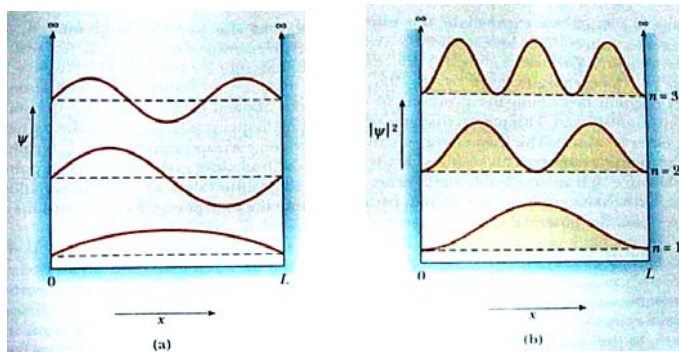 ∞ ∞
ψ
0 L
x
(a)
∞ ∞
|ψ|²
n = 3
n = 2
n = 1
0 L
x
(b)